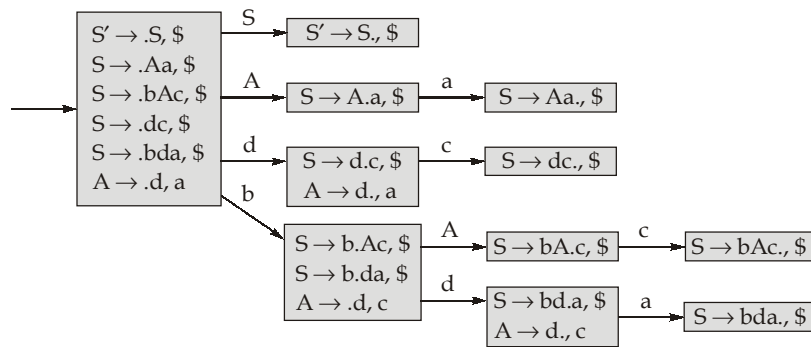 S′ → .S, $
S → .Aa, $
S → .bAc, $
S → .dc, $
S → .bda, $
A → .d, a
S
S′ → S., $
A
S → A.a, $
a
S → Aa., $
d
S → d.c, $
A → d., a
c
S → dc., $
b
S → b.Ac, $
S → b.da, $
A → .d, c
A
S → bA.c, $
c
S → bAc., $
d
S → bd.a, $
A → d., c
a
S → bda., $